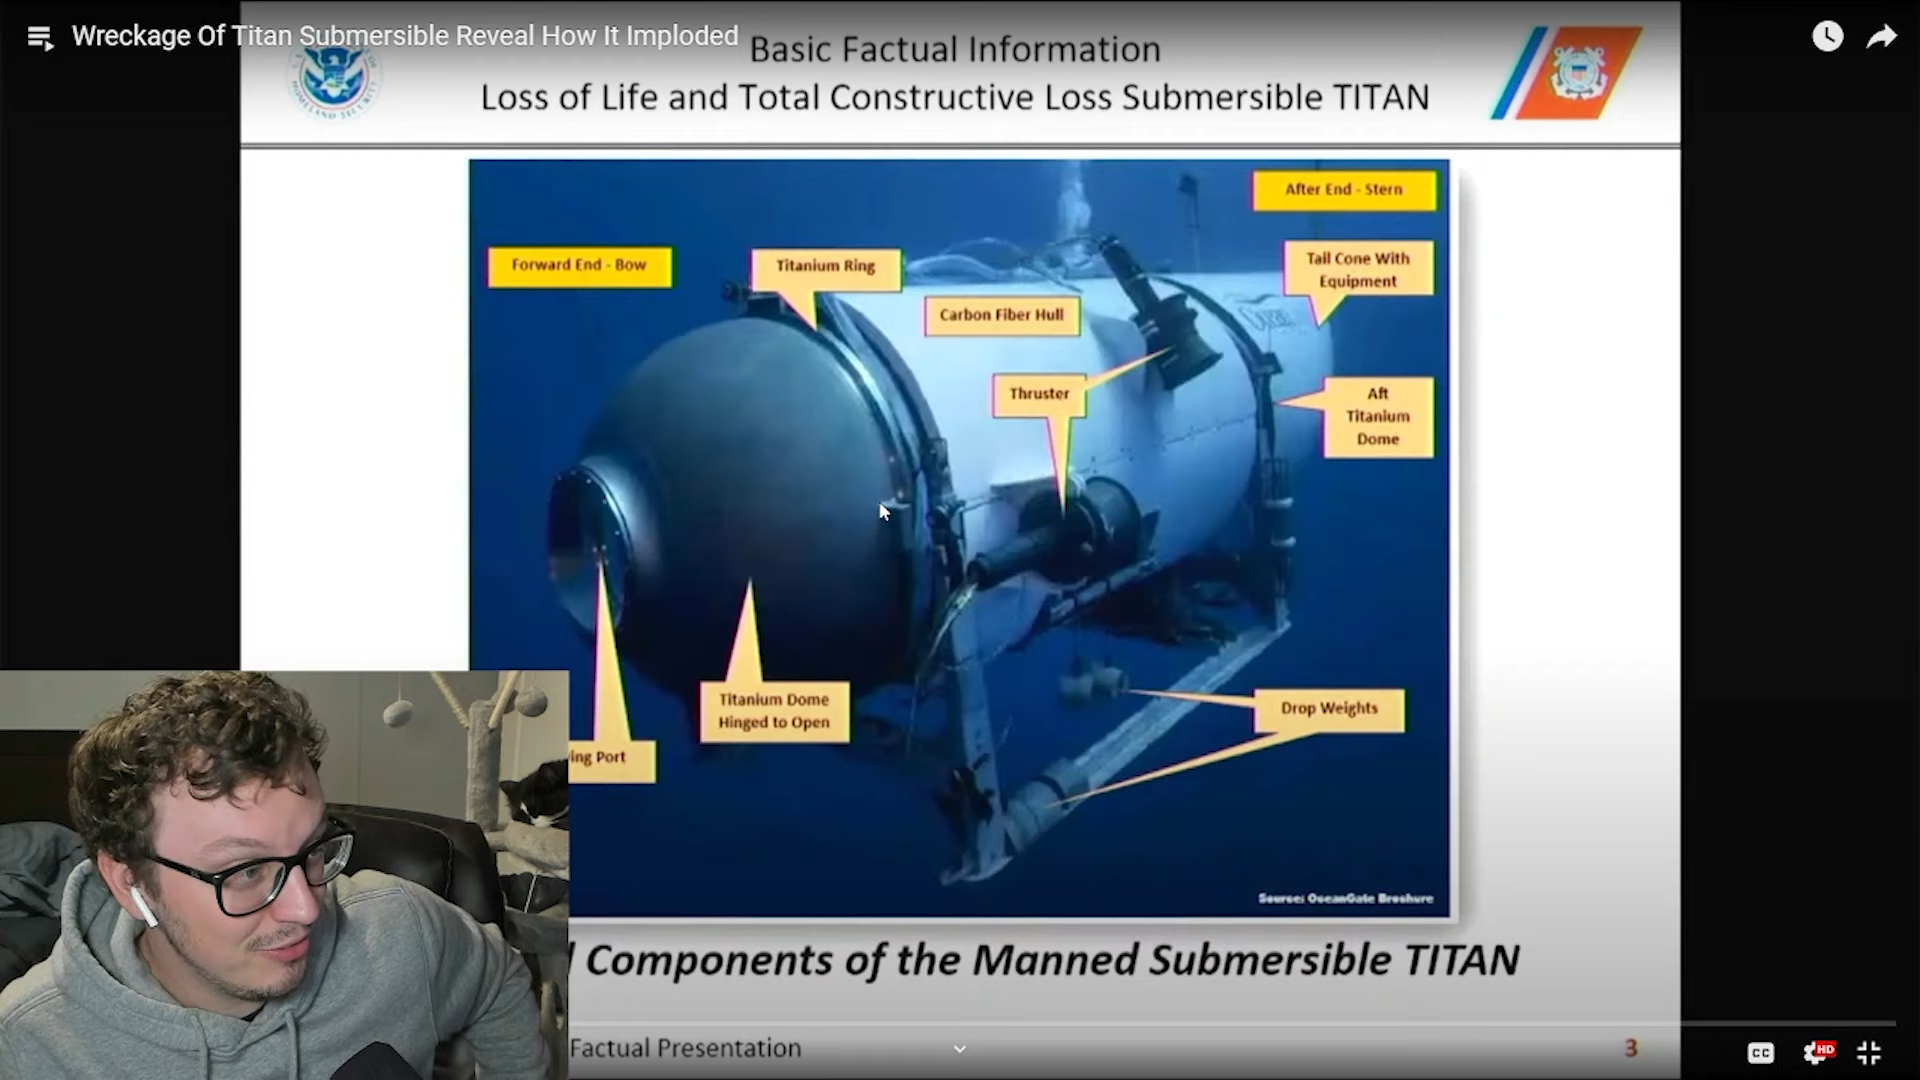 Wreckage Of Titan Submersible Reveal How It Imploded
Basic Factual Information
Loss of Life and Total Constructive Loss Submersible TITAN
After End - Stern
Forward End - Bow
Titanium Ring
Tail Cone With
Equipment
Carbon Fiber Hull
Thruster
Aft
Titanium
Dome
Titanium Dome
Hinged to Open
Drop Weights
ing Port
Source: OceanGate Brochure
Components of the Manned Submersible TITAN
Factual Presentation
3
CC
HD